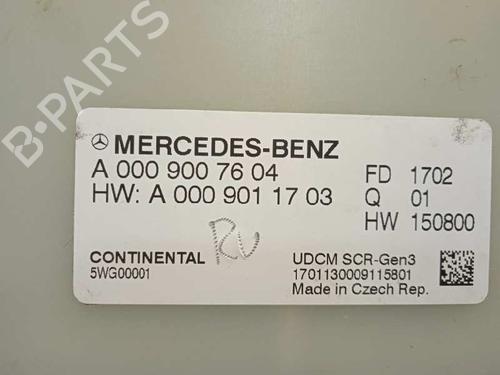 B-PARTS
MERCEDES-BENZ
A 000 900 76 04 FD 1702
HW: A 000 901 17 03 Q 01
HW 150800
CONTINENTAL
5WG00001
UDCM SCR-Gen3
1701130009115801
Made in Czech Rep.